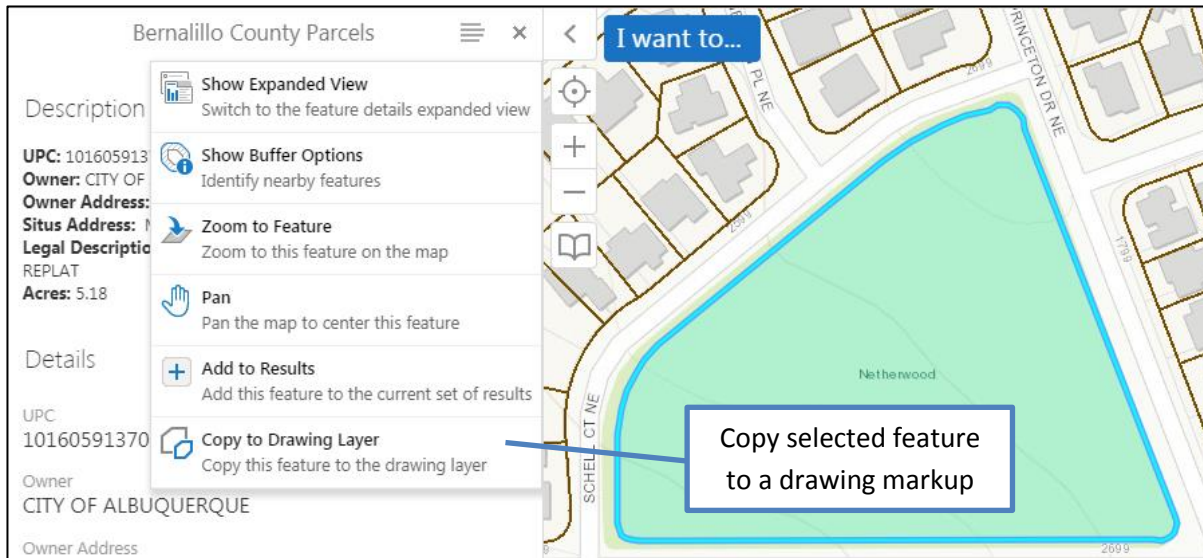 Bernalillo County Parcels
Description
UPC: 101605913
Owner: CITY OF
Owner Address:
Situs Address:
Legal Descriptio
REPLAT
Acres: 5.18
Details
UPC
10160591370
Owner
CITY OF ALBUQUERQUE
Owner Address
Show Expanded View
Switch to the feature details expanded view
Show Buffer Options
Identify nearby features
Zoom to Feature
Zoom to this feature on the map
Pan
Pan the map to center this feature
Add to Results
Add this feature to the current set of results
Copy to Drawing Layer
Copy this feature to the drawing layer
I want to...
PL NE
2699
PRINCETON DR NE
2599
1799
Netherwood
SCHELL CT NE
2699
Copy selected feature
to a drawing markup